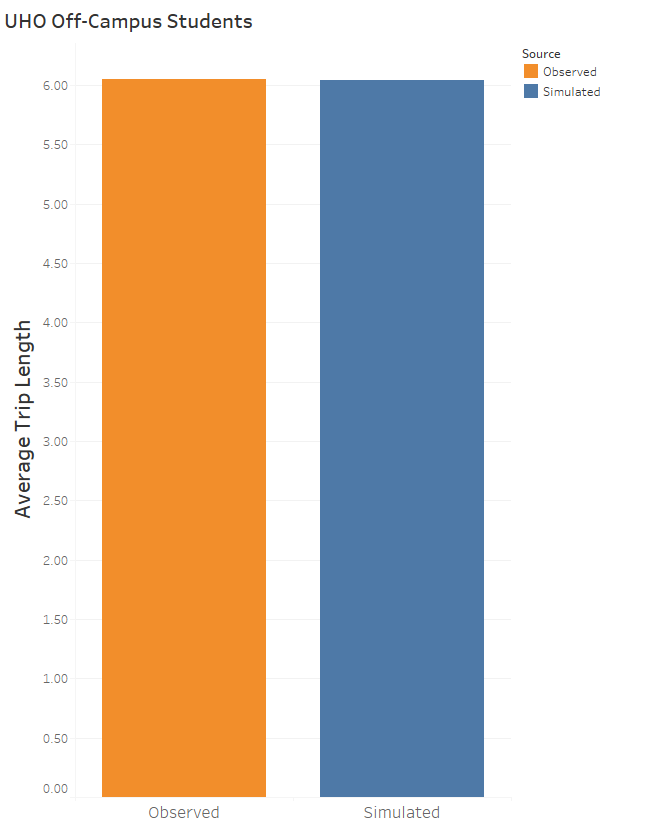 UHO Off-Campus Students
Source
Observed
Simulated
Average Trip Length
6.00
5.50
5.00
4.50
4.00
3.50
3.00
2.50
2.00
1.50
1.00
0.50
0.00
Observed
Simulated